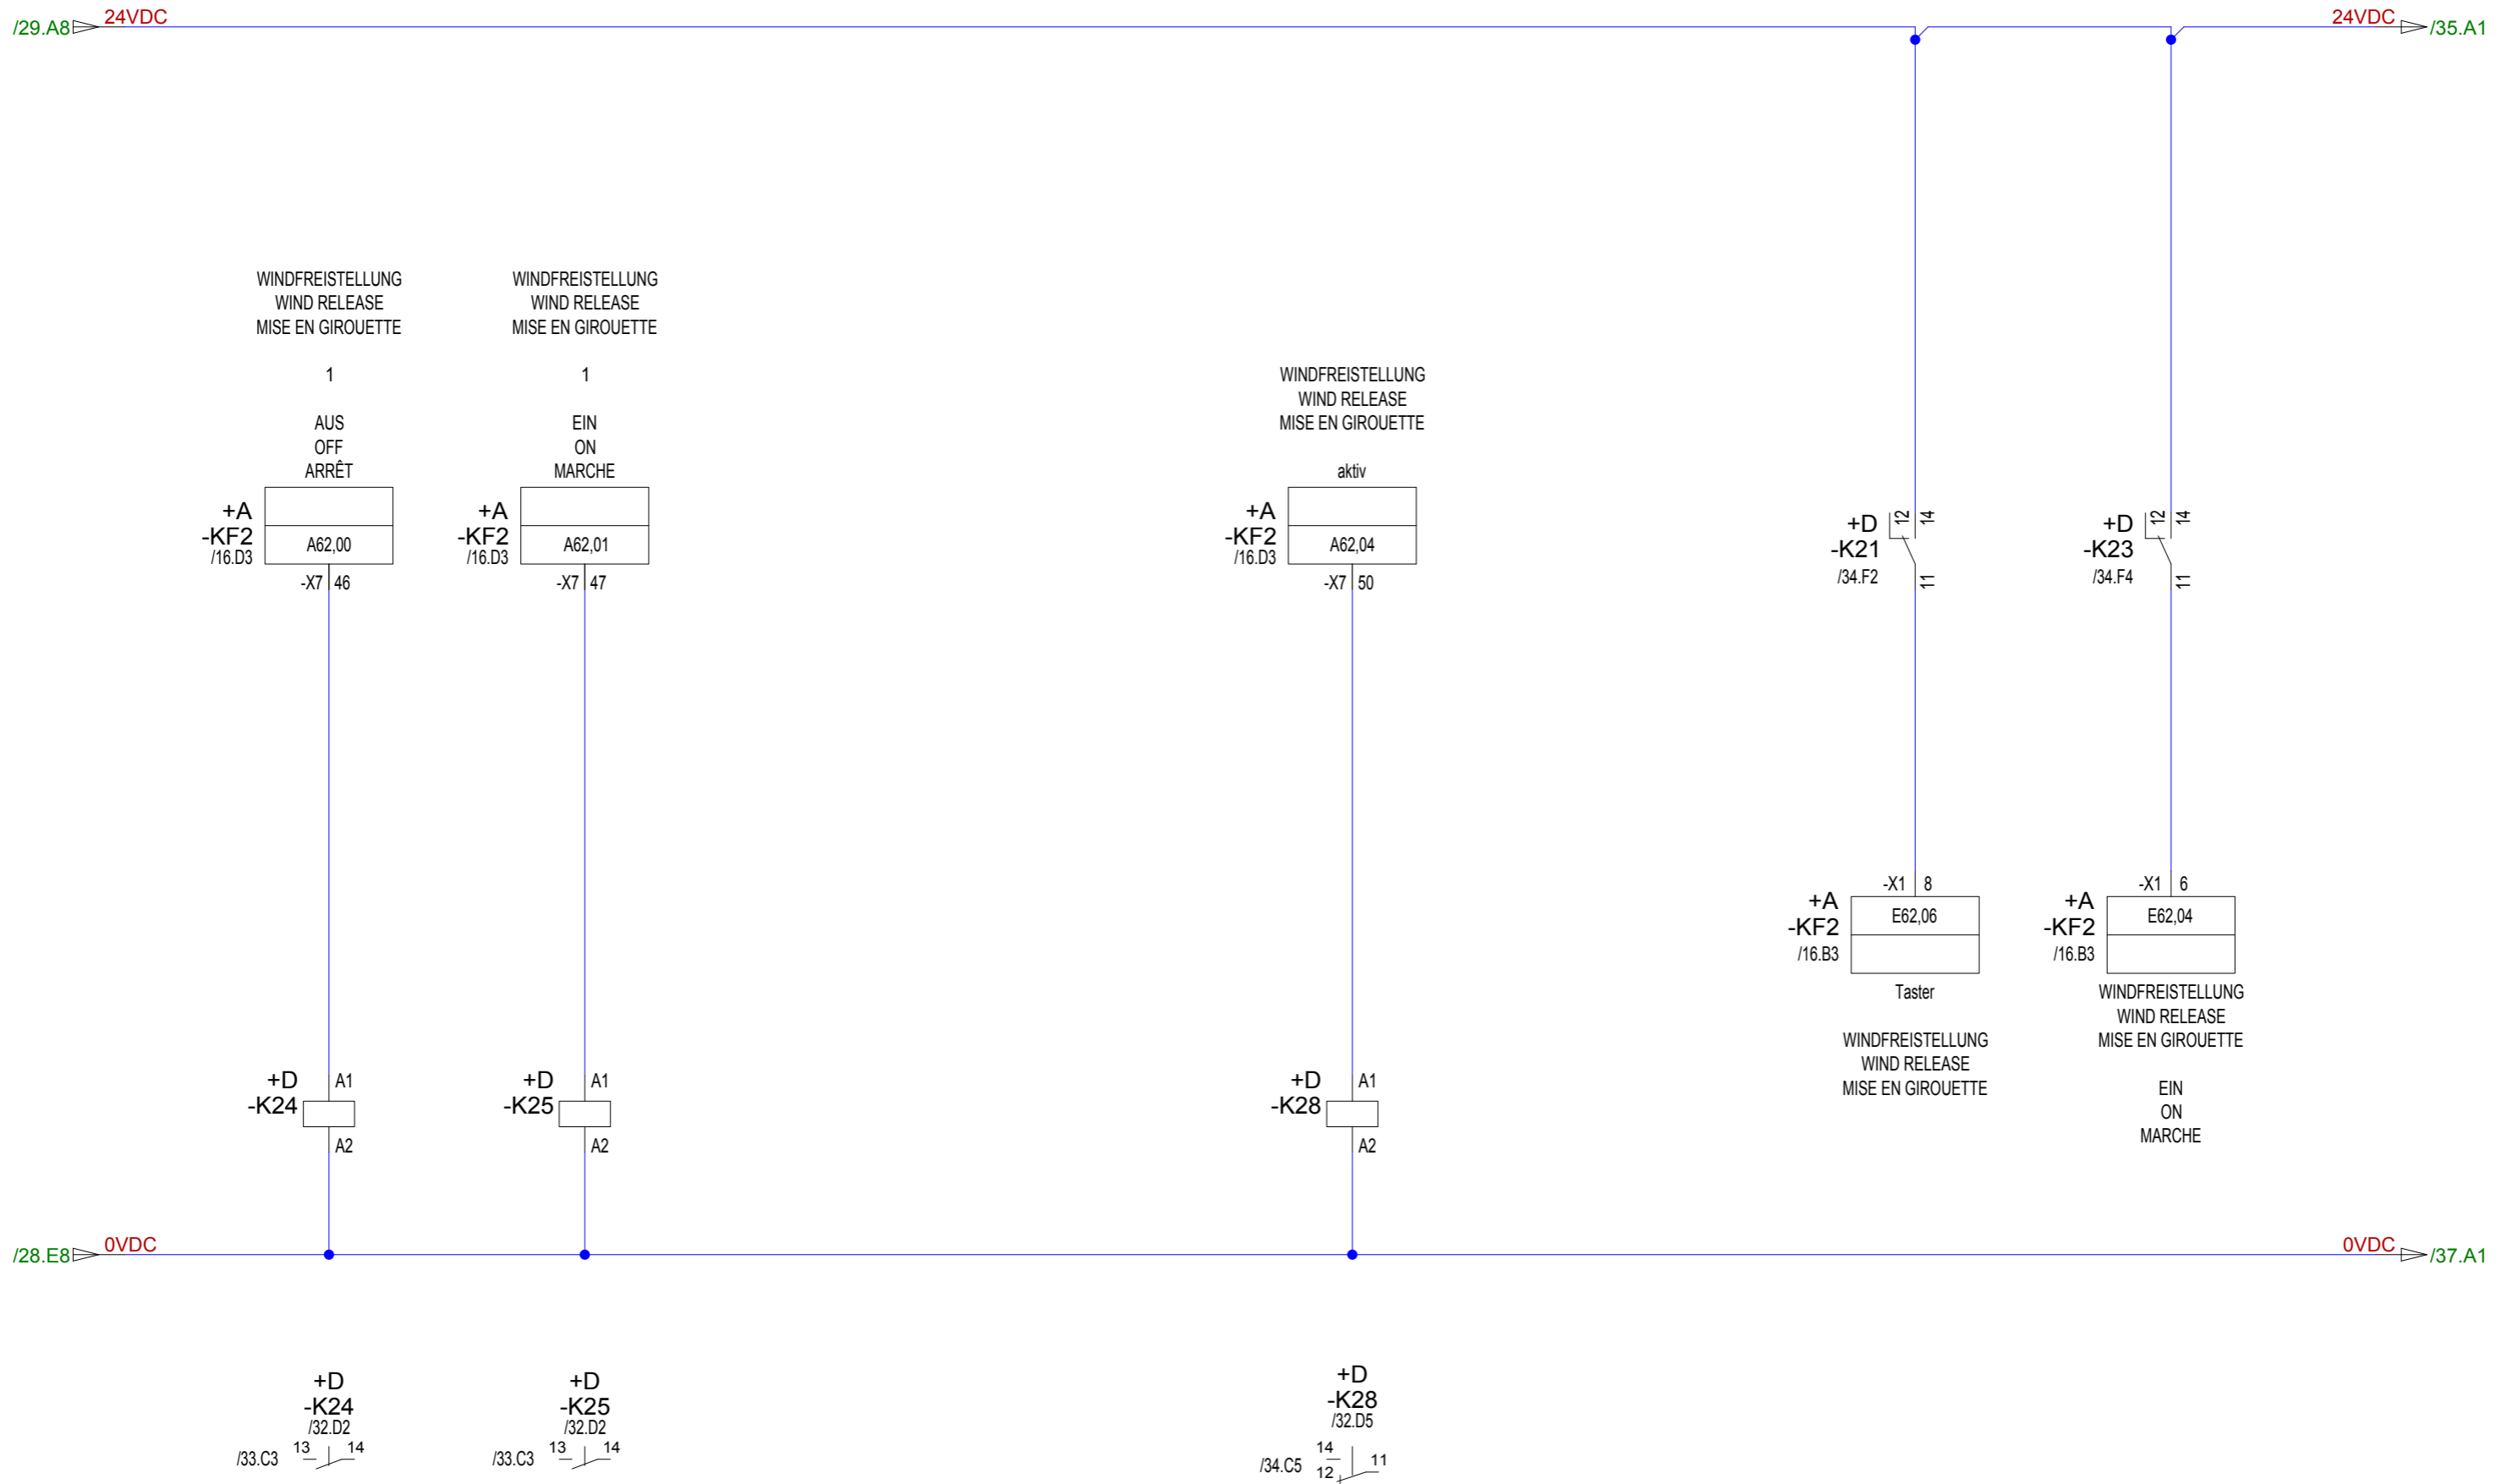 /29.A8 24VDC
24VDC /35.A1
WINDFREISTELLUNG
WIND RELEASE
MISE EN GIROUETTE
1
AUS
OFF
ARRÊT
+A
-KF2
/16.D3
A62,00
-X7 46
WINDFREISTELLUNG
WIND RELEASE
MISE EN GIROUETTE
1
EIN
ON
MARCHE
+A
-KF2
/16.D3
A62,01
-X7 47
WINDFREISTELLUNG
WIND RELEASE
MISE EN GIROUETTE
aktiv
+A
-KF2
/16.D3
A62,04
-X7 50
+D
-K21
/34.F2
12 14
11
+D
-K23
/34.F4
12 14
11
-X1 8
+A
-KF2
/16.B3
E62,06
Taster
WINDFREISTELLUNG
WIND RELEASE
MISE EN GIROUETTE
-X1 6
+A
-KF2
/16.B3
E62,04
WINDFREISTELLUNG
WIND RELEASE
MISE EN GIROUETTE
EIN
ON
MARCHE
+D
-K24
A1
A2
+D
-K25
A1
A2
+D
-K28
A1
A2
/28.E8 0VDC
0VDC /37.A1
+D
-K24
/32.D2
/33.C3 13 14
+D
-K25
/32.D2
/33.C3 13 14
+D
-K28
/32.D5
/34.C5 14 11
12